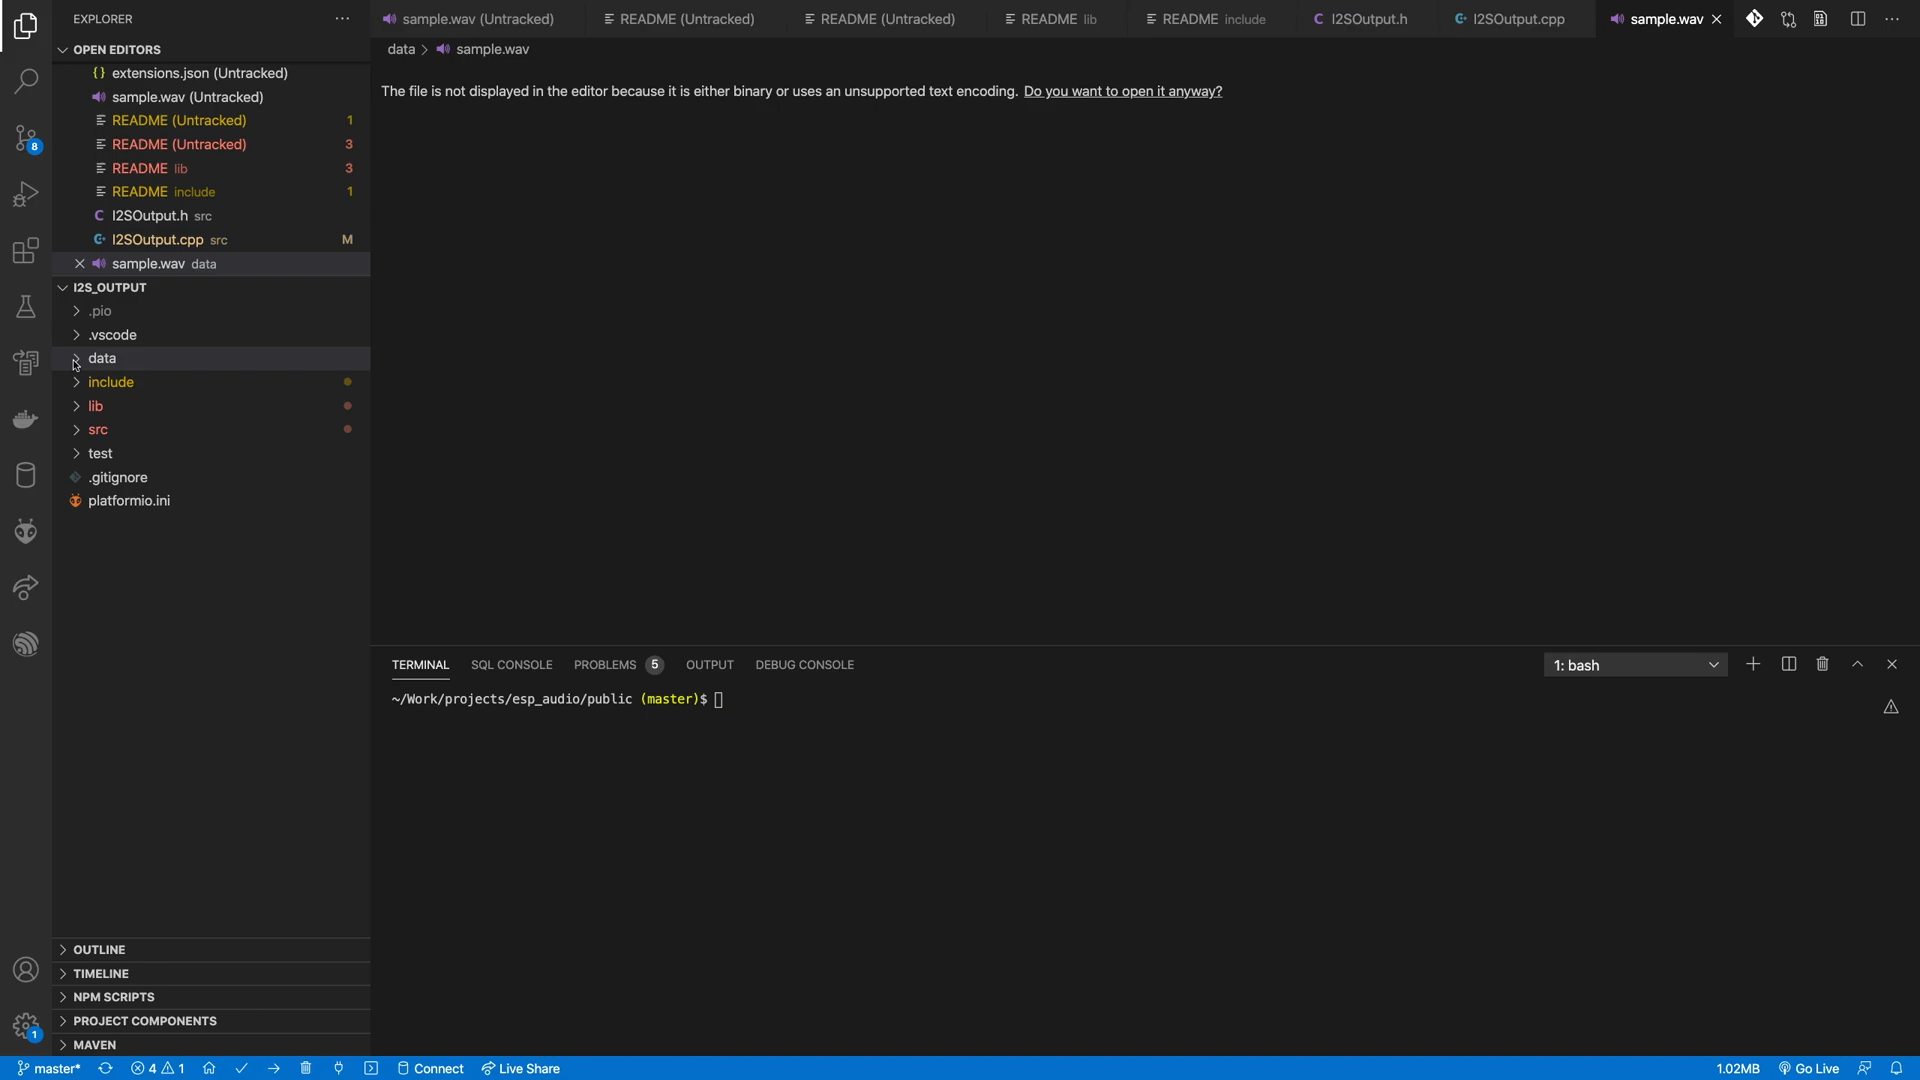 EXPLORER
OPEN EDITORS
{} extensions.json (Untracked)
sample.wav (Untracked)
README (Untracked) 1
README (Untracked) 3
README lib 3
README include 1
C I2SOutput.h src
I2SOutput.cpp src M
sample.wav data
I2S_OUTPUT
.pio
.vscode
data
include
lib
src
test
.gitignore
platformio.ini
OUTLINE
TIMELINE
NPM SCRIPTS
PROJECT COMPONENTS
MAVEN
8
1
sample.wav (Untracked) README (Untracked) README (Untracked) README lib README include C I2SOutput.h I2SOutput.cpp sample.wav
data > sample.wav
The file is not displayed in the editor because it is either binary or uses an unsupported text encoding. Do you want to open it anyway?
TERMINAL SQL CONSOLE PROBLEMS 5 OUTPUT DEBUG CONSOLE 1: bash
~/Work/projects/esp_audio/public (master)$
master* 4 1 Connect Live Share 1.02MB Go Live